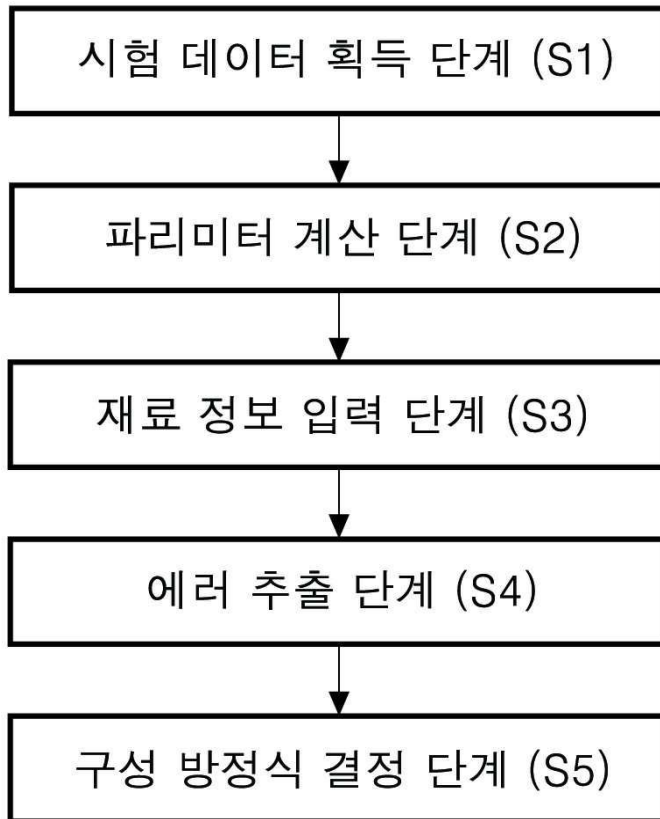 시험 데이터 획득 단계 (S1)
파리미터 계산 단계 (S2)
재료 정보 입력 단계 (S3)
에러 추출 단계 (S4)
구성 방정식 결정 단계 (S5)